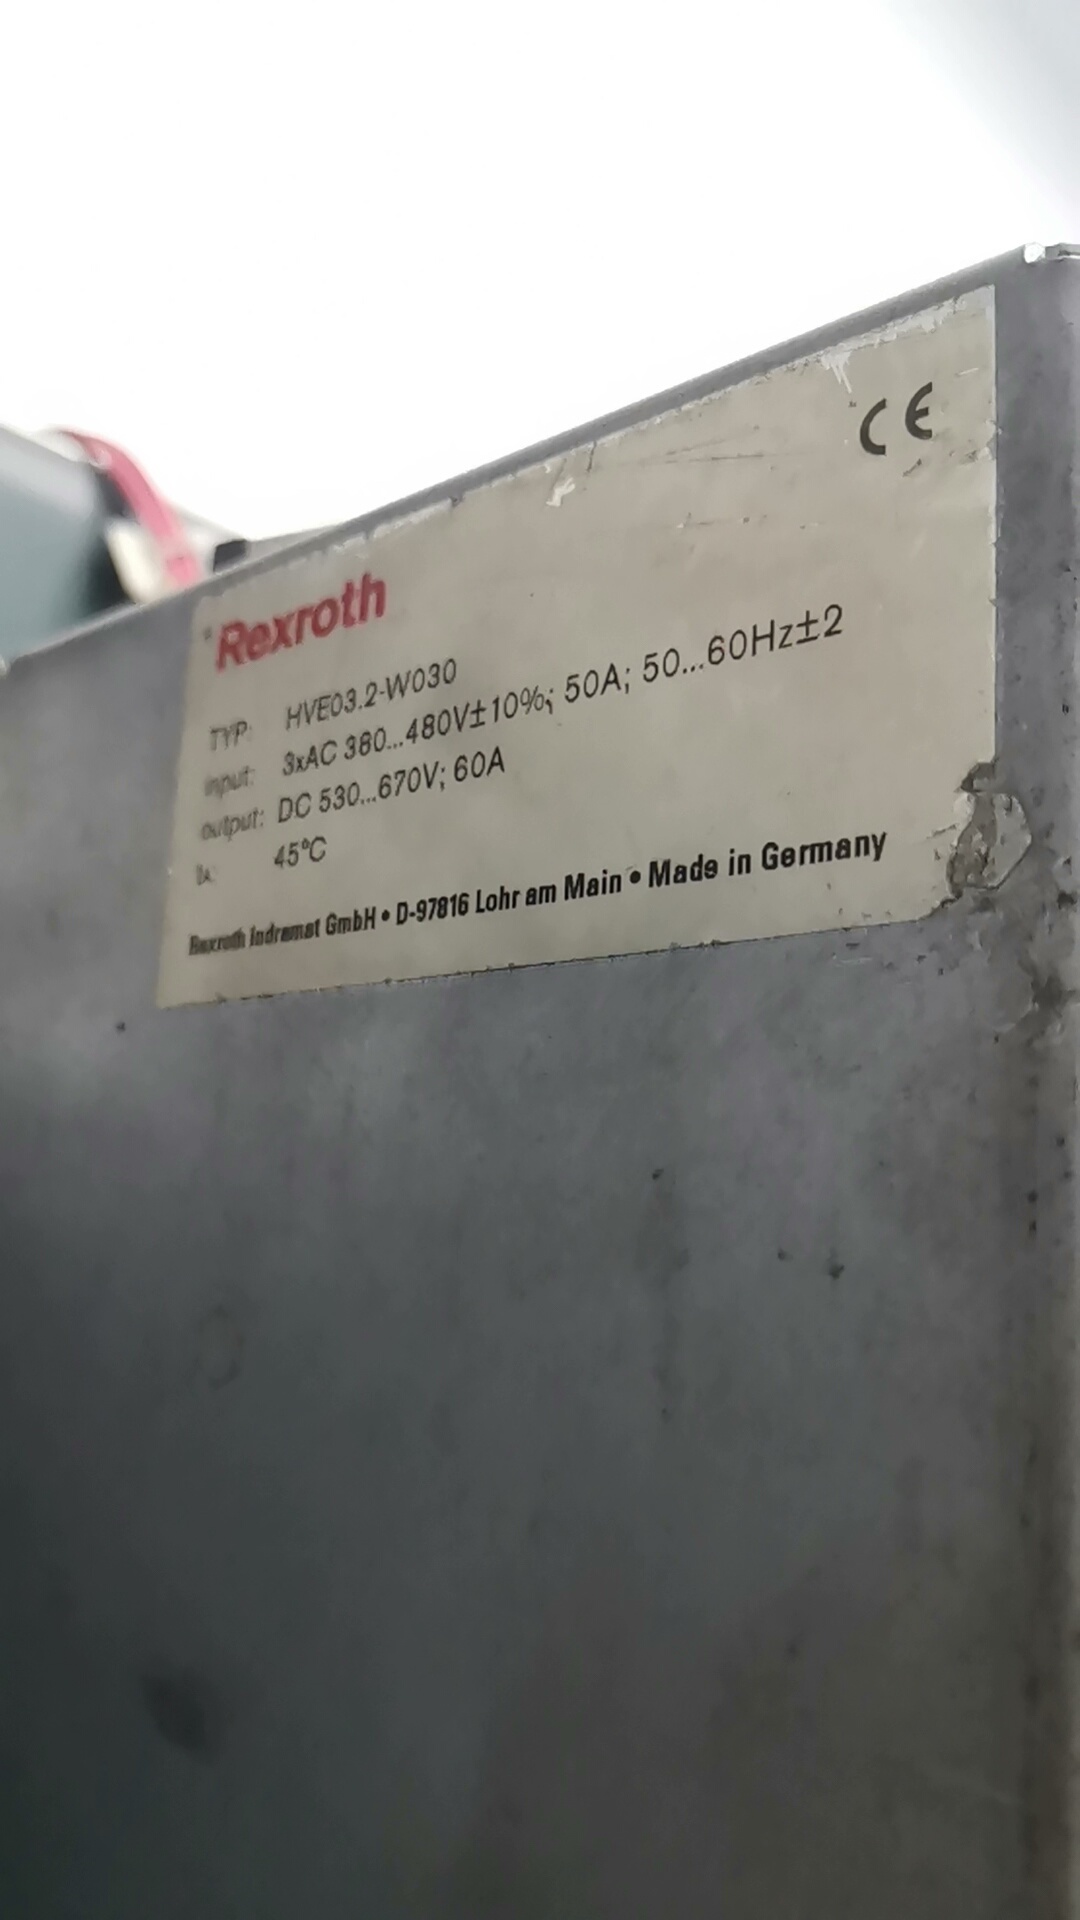 CE
Rexroth
TYP: HVE03.2-W030
input: 3xAC 380...480V±10%; 50A; 50...60Hz±2
output: DC 530...670V; 60A
45°C
Rexroth Indramat GmbH • D-97816 Lohr am Main • Made in Germany